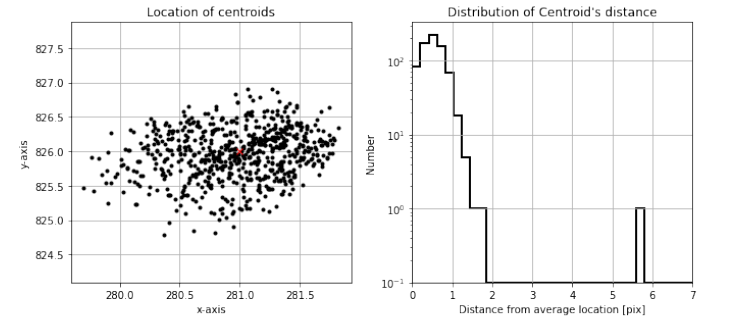 Location of centroids
827.5
827.0
826.5
826.0
825.5
825.0
824.5
y-axis
280.0 280.5 281.0 281.5
x-axis
Distribution of Centroid's distance
10²
10¹
10⁰
10⁻¹
Number
0 1 2 3 4 5 6 7
Distance from average location [pix]